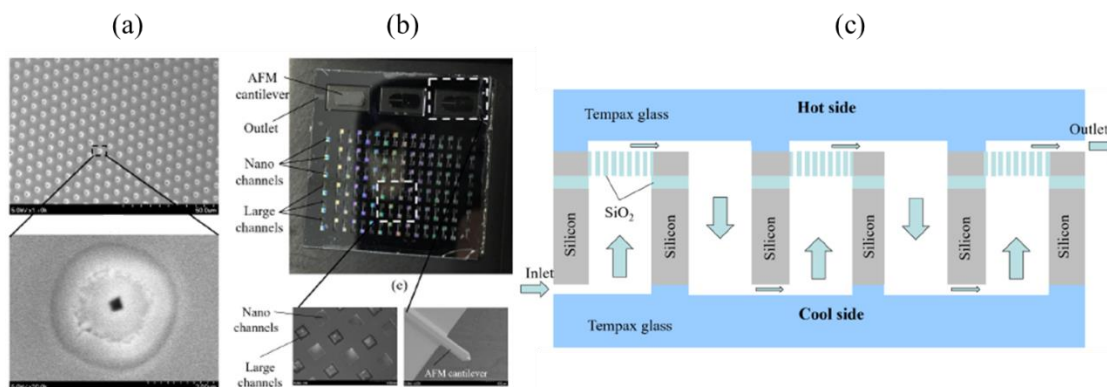 (a)
(b)
(c)
AFM
cantilever
Outlet
Nano
channels
Large
channels
(e)
Nano
channels
Large
channels
AFM cantilever
Tempax glass
Hot side
Outlet
SiO2
Silicon
Silicon
Silicon
Silicon
Silicon
Silicon
Inlet
Tempax glass
Cool side